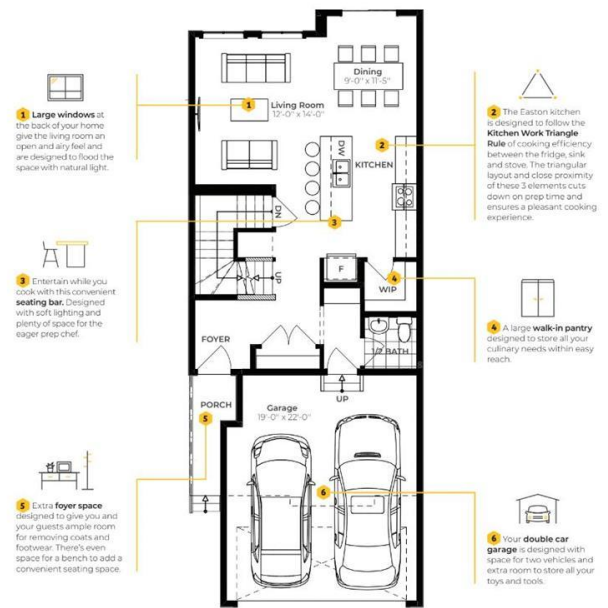 1 Large windows at
the back of your home
give the living room an
open and airy feel and
are designed to flood the
space with natural light.
3 Entertain while you
cook with this convenient
seating bar. Designed
with soft lighting and
plenty of space for the
eager prep chef.
5 Extra foyer space
designed to give you and
your guests ample room
for removing coats and
footwear. There's even
space for a bench to add a
convenient seating space.
Dining
9'-0" x 11'-5"
1 Living Room
12'-0" x 14'-0"
2
KITCHEN
DW
3
DN
UP
F
4
WIP
FOYER
1/2 BATH
UP
PORCH
5
Garage
19'-0" x 22'-0"
6
2 The Easton kitchen
is designed to follow the
Kitchen Work Triangle
Rule of cooking efficiency
between the fridge, sink
and stove. The triangular
layout and close proximity
of these 3 elements cuts
down on prep time and
ensures a pleasant cooking
experience.
4 A large walk-in pantry
designed to store all your
culinary needs within easy
reach.
6 Your double car
garage is designed with
space for two vehicles and
extra room to store all your
toys and tools.